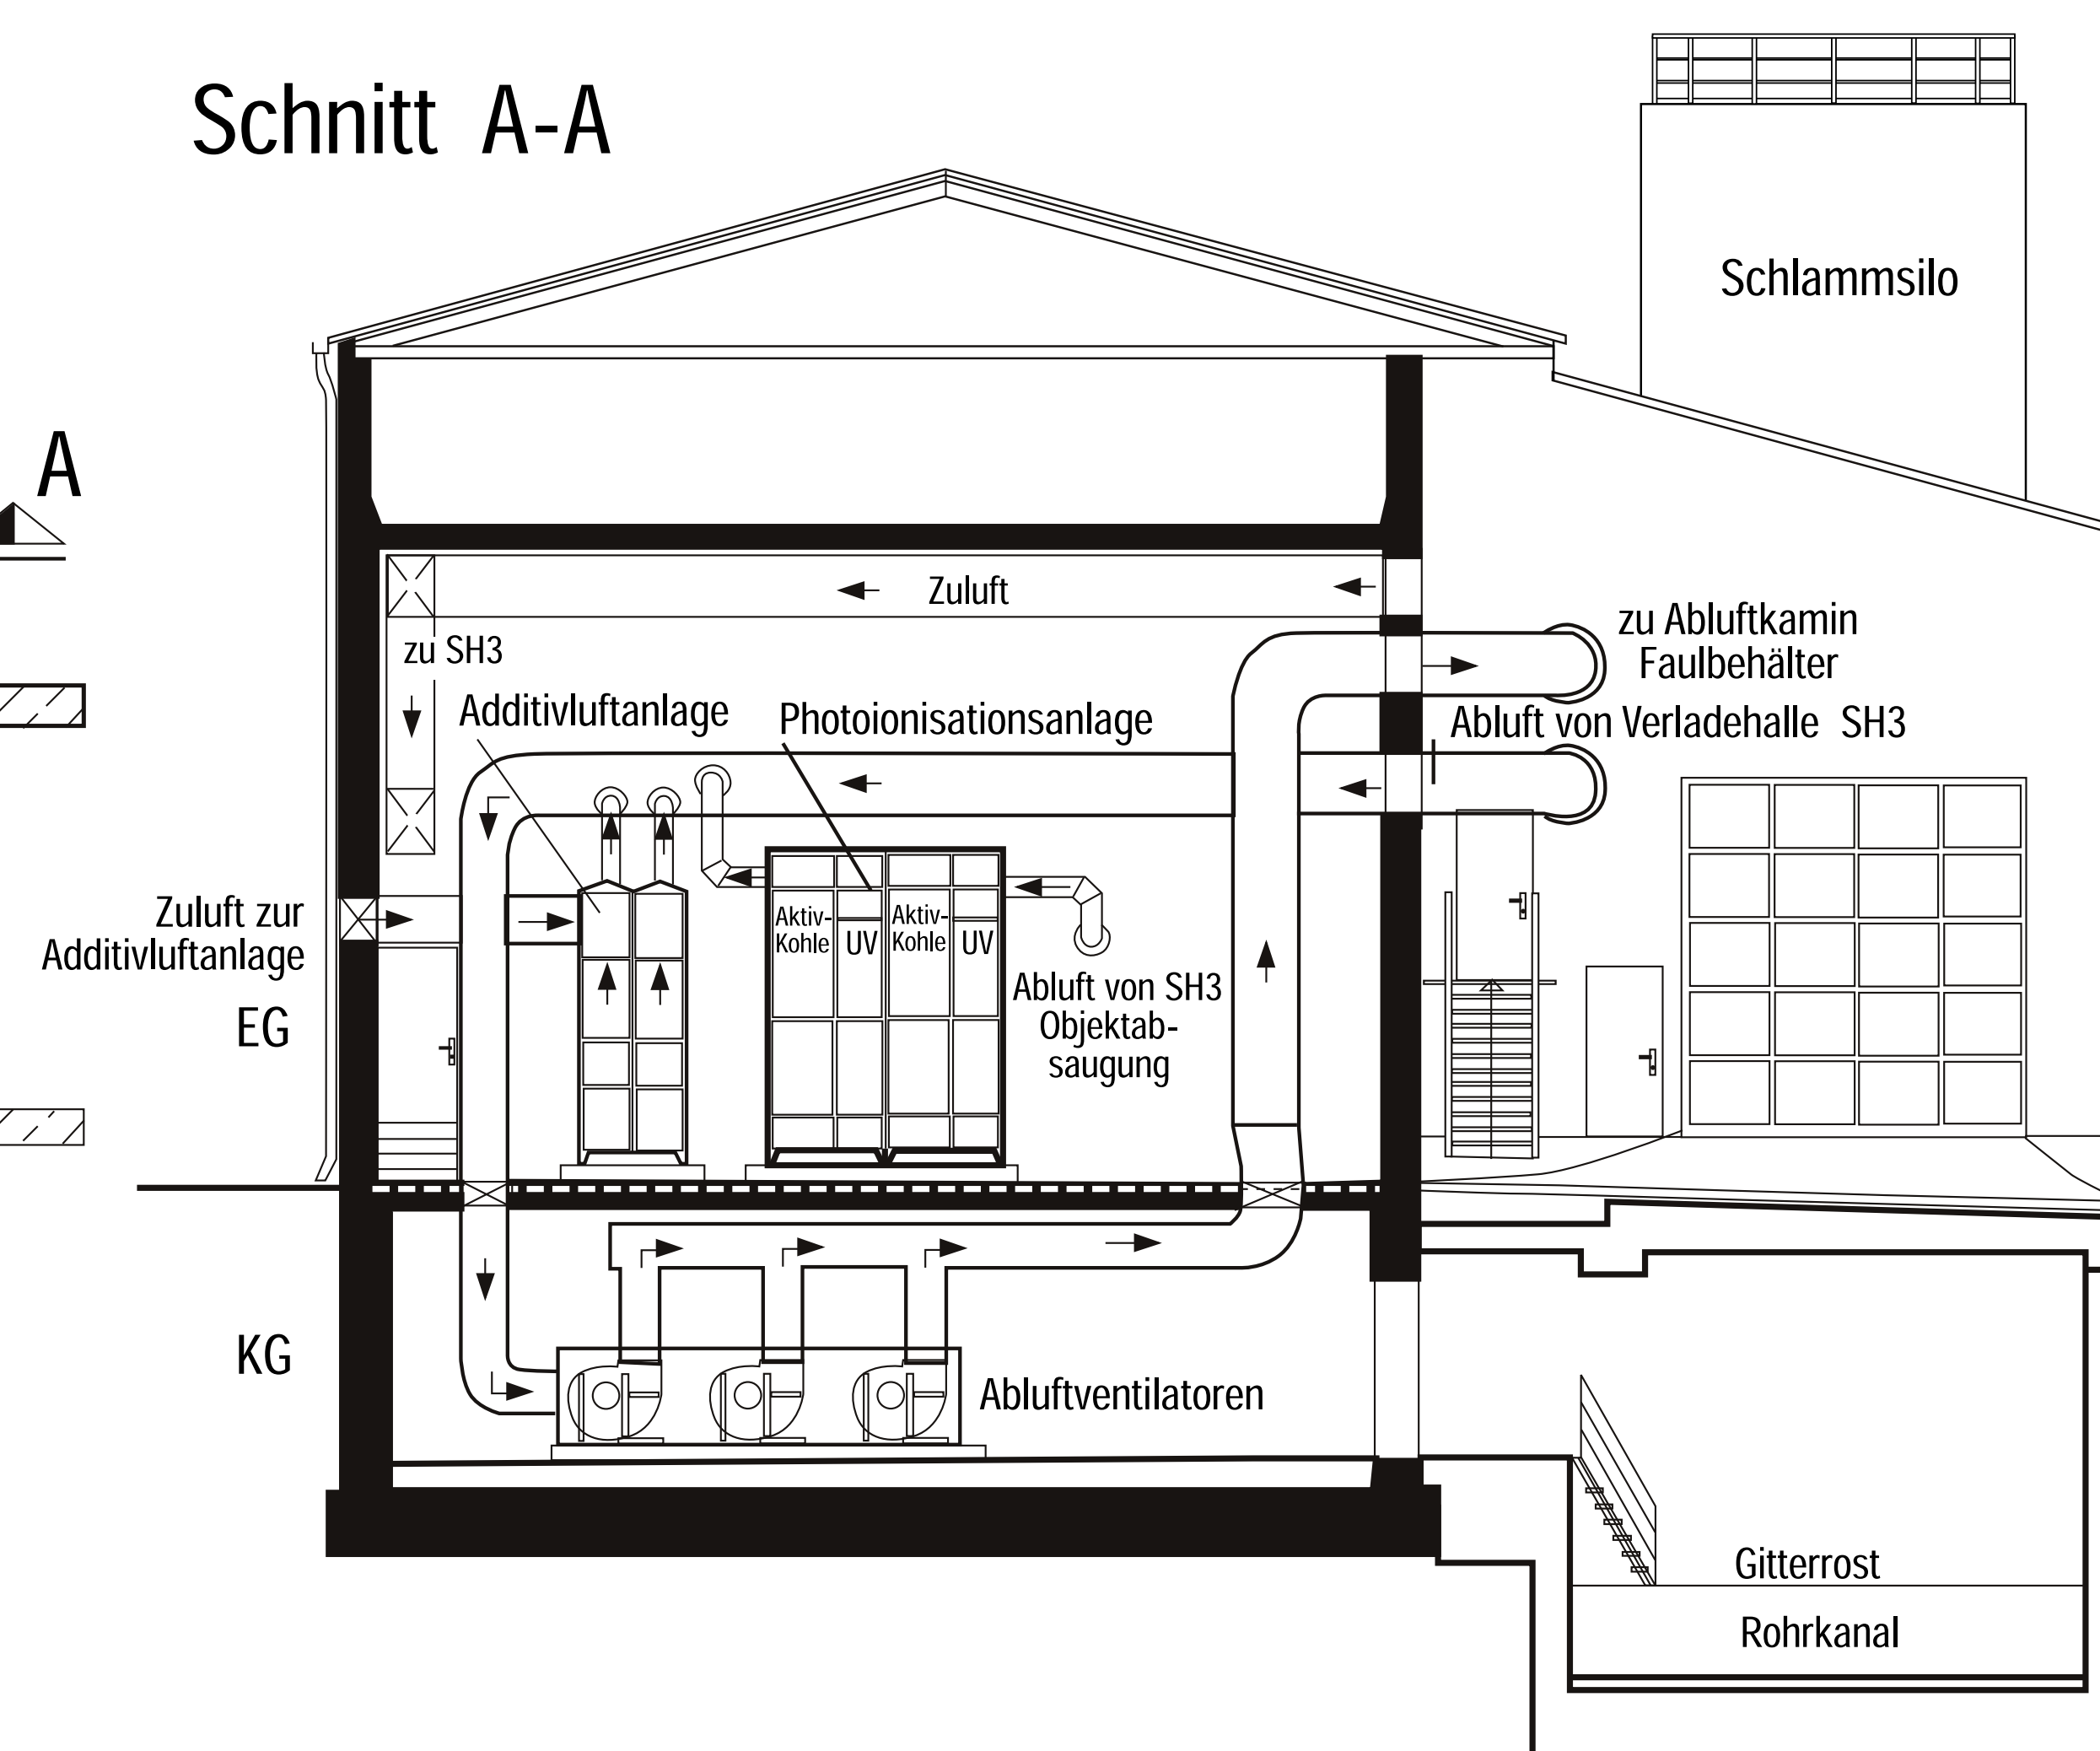 Schnitt A-A
Schlammsilo
A
Zuluft
zu SH3
zu Abluftkamin
Faulbehälter
Additivluftanlage
Photoionisationsanlage
Abluft von Verladehalle SH3
Zuluft zur
Additivluftanlage
Aktiv-
Kohle
UV
Aktiv-
Kohle
UV
Abluft von SH3
Objektab-
saugung
EG
KG
Abluftventilatoren
Gitterrost
Rohrkanal